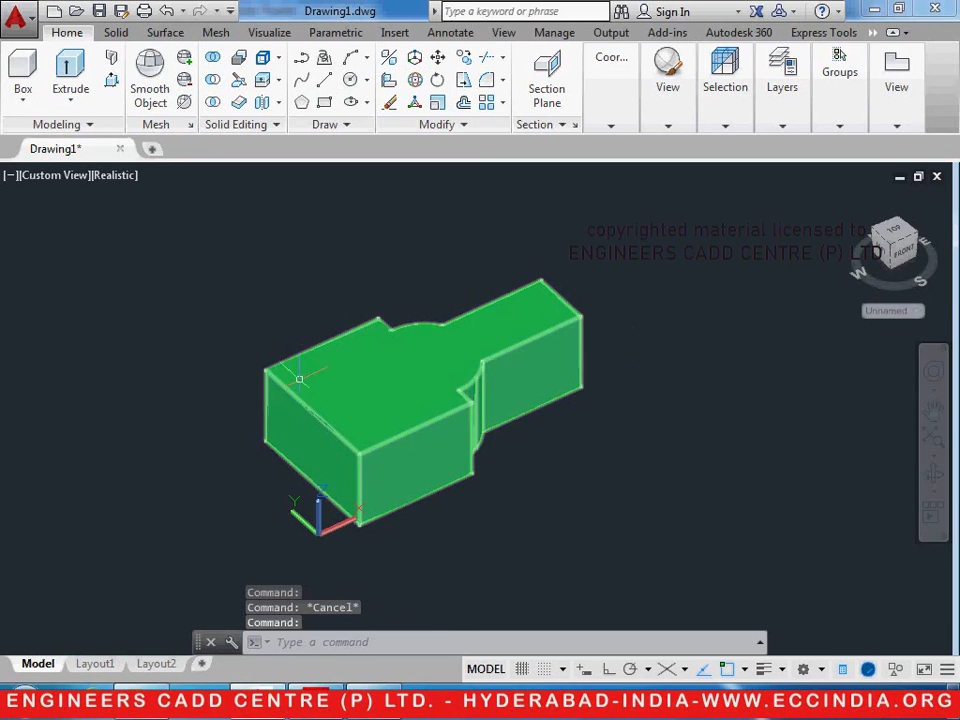 Drawing1.dwg
Type a keyword or phrase
Sign In
Home Solid Surface Mesh Visualize Parametric Insert Annotate View Manage Output Add-ins Autodesk 360 Express Tools
Box
Extrude
Smooth
Object
Section
Plane
Coor...
View
Selection
Layers
Groups
View
Modeling Mesh Solid Editing Draw Modify Section
Drawing1*
[−][Custom View][Realistic]
copyrighted material licensed to
ENGINEERS CADD CENTRE (P) LTD
TOP
FRONT
W
S
E
Unnamed
Z
Y
X
Command:
Command: *Cancel*
Command:
Type a command
Model Layout1 Layout2
MODEL
ENGINEERS CADD CENTRE (P) LTD. - HYDERABAD-INDIA-WWW.ECCINDIA.ORG